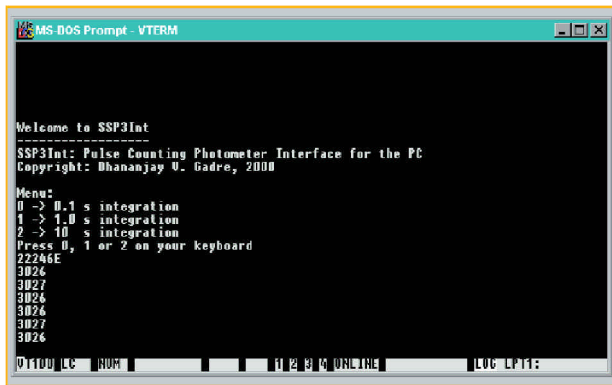 MS-DOS Prompt - VTERM
Welcome to SSP3Int
------------------
SSP3Int: Pulse Counting Photometer Interface for the PC
Copyright: Dhananjay V. Gadre, 2000
Menu:
0 -> 0.1 s integration
1 -> 1.0 s integration
2 -> 10 s integration
Press 0, 1 or 2 on your keyboard
22246E
3026
3027
3026
3026
3027
3026
VT100 LC NUM 1 2 3 4 ONLINE LOG LPT1: